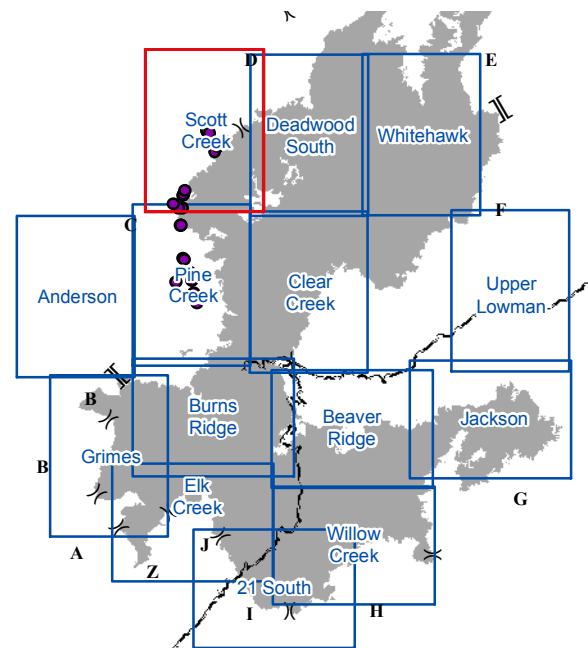 D
E
Scott
Creek
Deadwood
South
Whitehawk
C
F
Anderson
Pine
Creek
Clear
Creek
Upper
Lowman
B
Burns
Ridge
Beaver
Ridge
Jackson
B
Grimes
Elk
Creek
G
A
Z
J
Willow
Creek
21 South
I
H